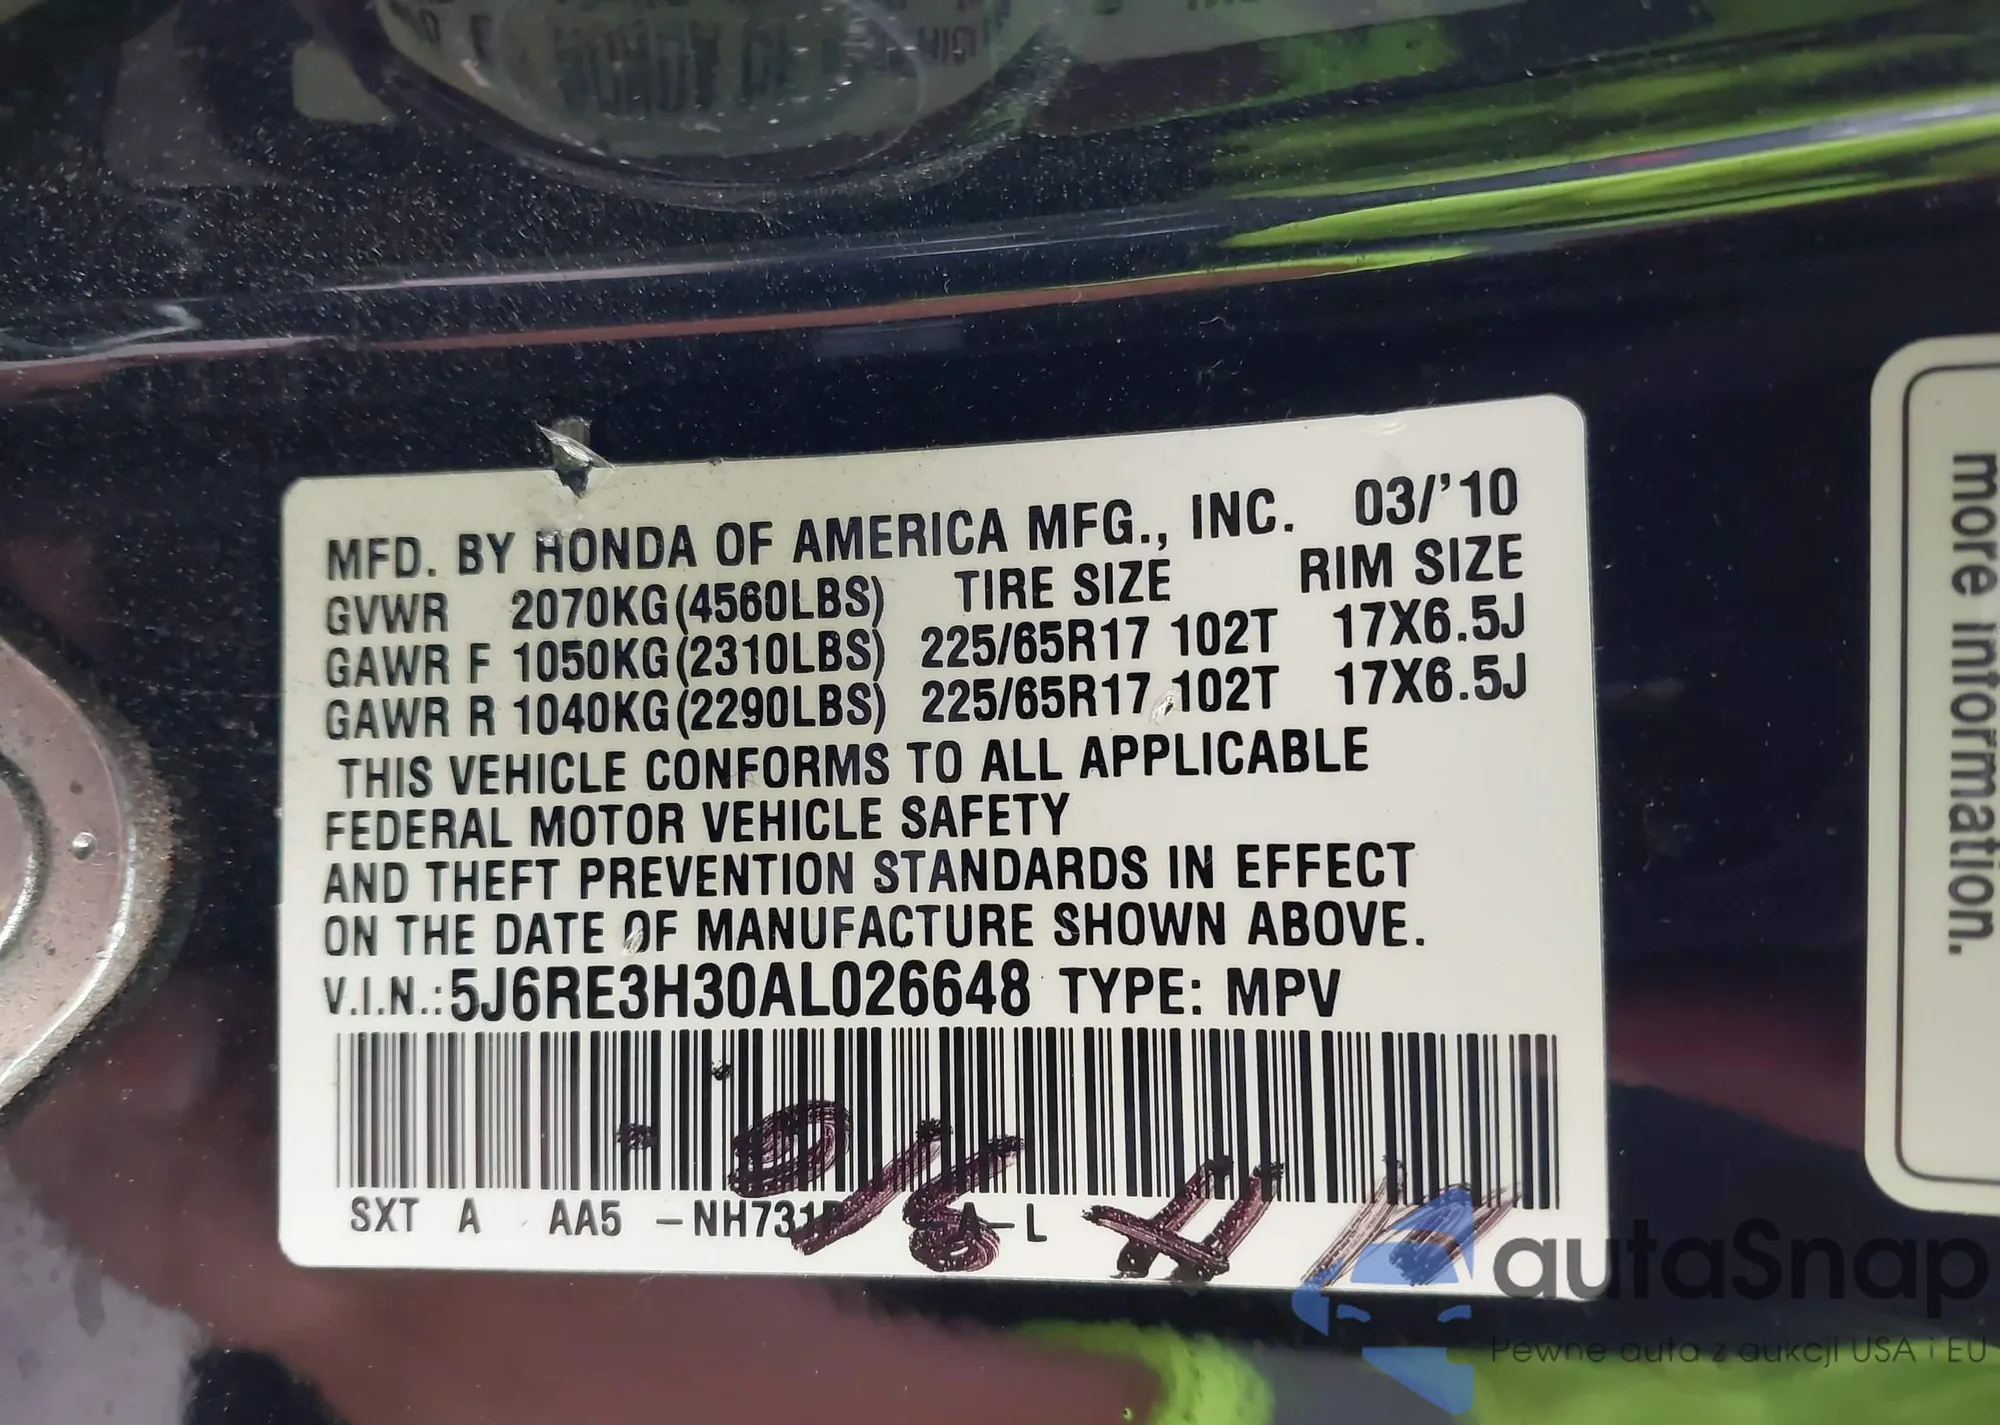 MFD. BY HONDA OF AMERICA MFG., INC. 03/'10
GVWR 2070KG(4560LBS) TIRE SIZE RIM SIZE
GAWR F 1050KG(2310LBS) 225/65R17 102T 17X6.5J
GAWR R 1040KG(2290LBS) 225/65R17 102T 17X6.5J
THIS VEHICLE CONFORMS TO ALL APPLICABLE
FEDERAL MOTOR VEHICLE SAFETY
AND THEFT PREVENTION STANDARDS IN EFFECT
ON THE DATE OF MANUFACTURE SHOWN ABOVE.
V.I.N.: 5J6RE3H30AL026648 TYPE: MPV
SXT A AA5 -NH731P -A-L
more information.
autaSnap
Pewne auta z aukcji USA i EU